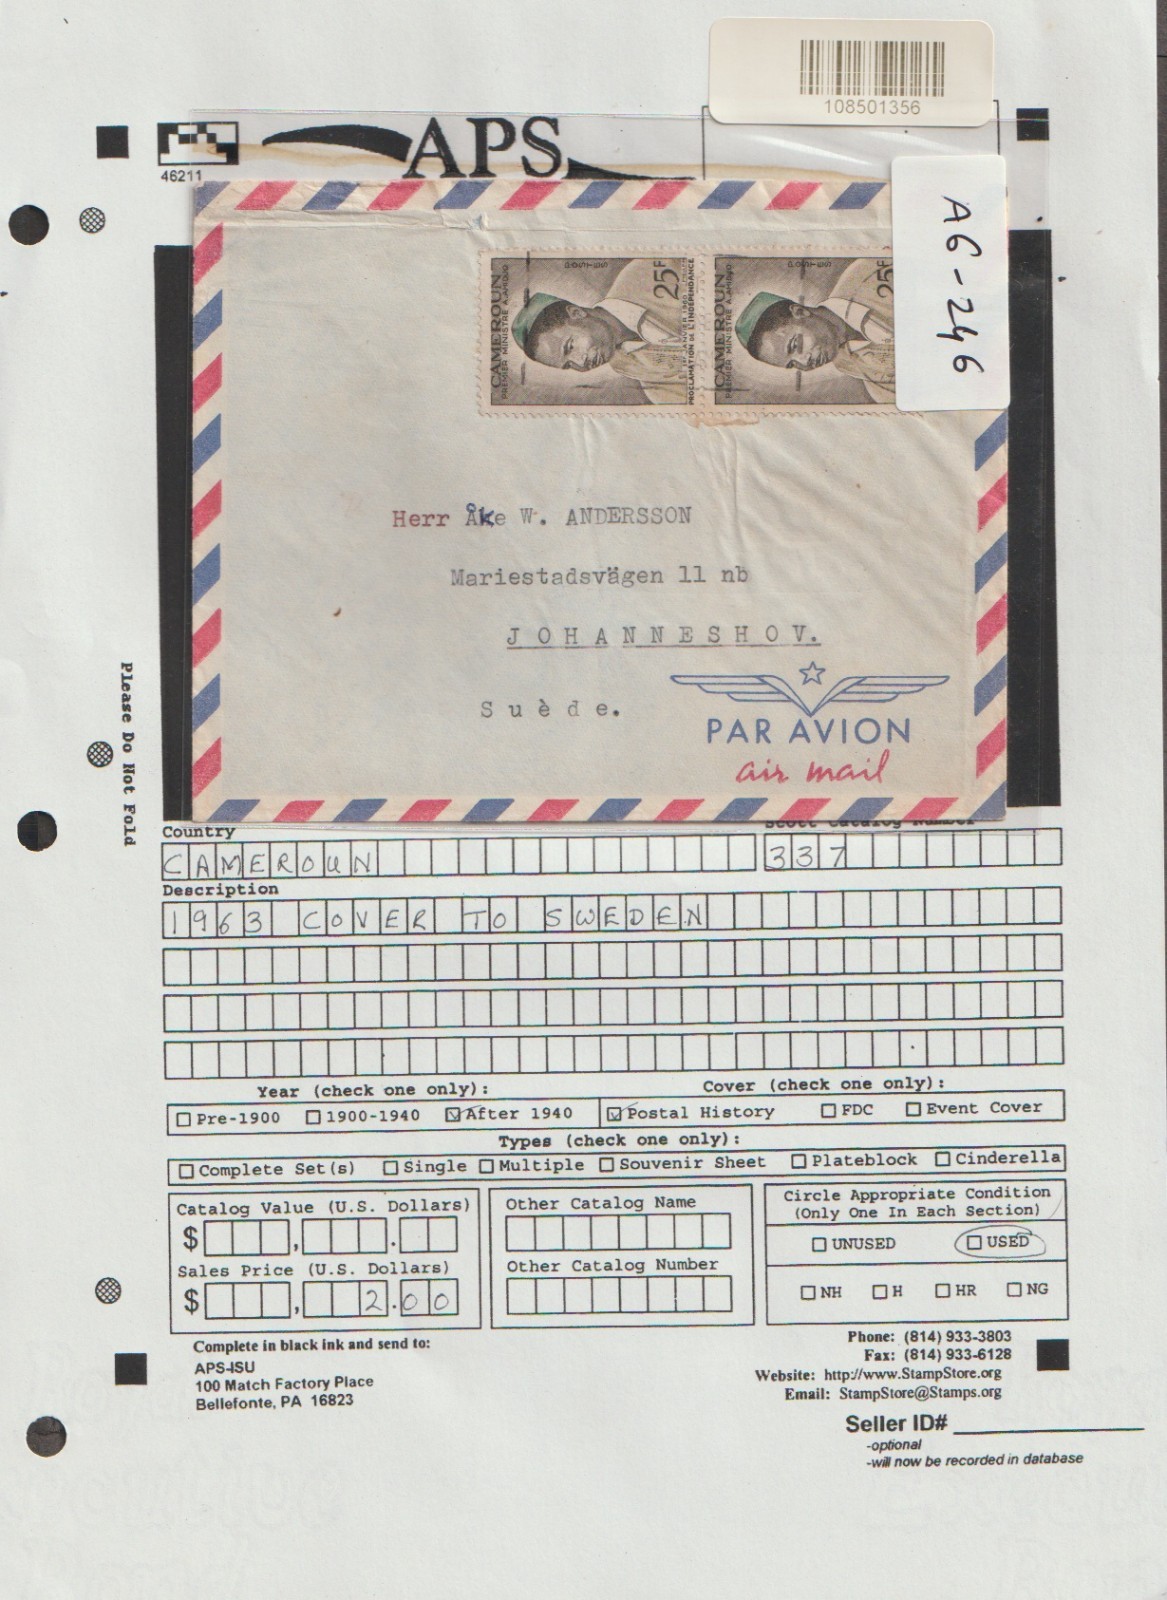 108501356
APS
46211
A6-246
CAMEROUN
PREMIER MINISTRE AHIDJO
POSTES
25F
1ER JANVIER 1960
PROCLAMATION DE L'INDEPENDANCE
CAMEROUN
PREMIER MINISTRE AHIDJO
POSTES
25F
Herr Åke W. ANDERSSON
Mariestadsvägen 11 nb
JOHANNESHOV.
Suède.
PAR AVION
air mail
Please Do Not Fold
Country
Scott Catalog Number
CAMEROUN
337
Description
1963 COVER TO SWEDEN
Year (check one only):
Cover (check one only):
Pre-1900 1900-1940 After 1940 Postal History FDC Event Cover
Types (check one only):
Complete Set(s) Single Multiple Souvenir Sheet Plateblock Cinderella
Catalog Value (U.S. Dollars)
$ , .
Sales Price (U.S. Dollars)
$ , 2.00
Other Catalog Name
Other Catalog Number
Circle Appropriate Condition
(Only One In Each Section)
UNUSED USED
NH H HR NG
Complete in black ink and send to:
APS-ISU
100 Match Factory Place
Bellefonte, PA 16823
Phone: (814) 933-3803
Fax: (814) 933-6128
Website: http://www.StampStore.org
Email: StampStore@Stamps.org
Seller ID#
-optional
-will now be recorded in database